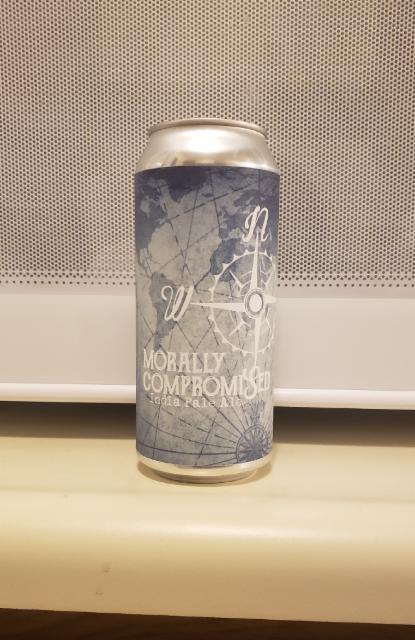 N
W
MORALLY
COMPROMISED
India Pale Ale